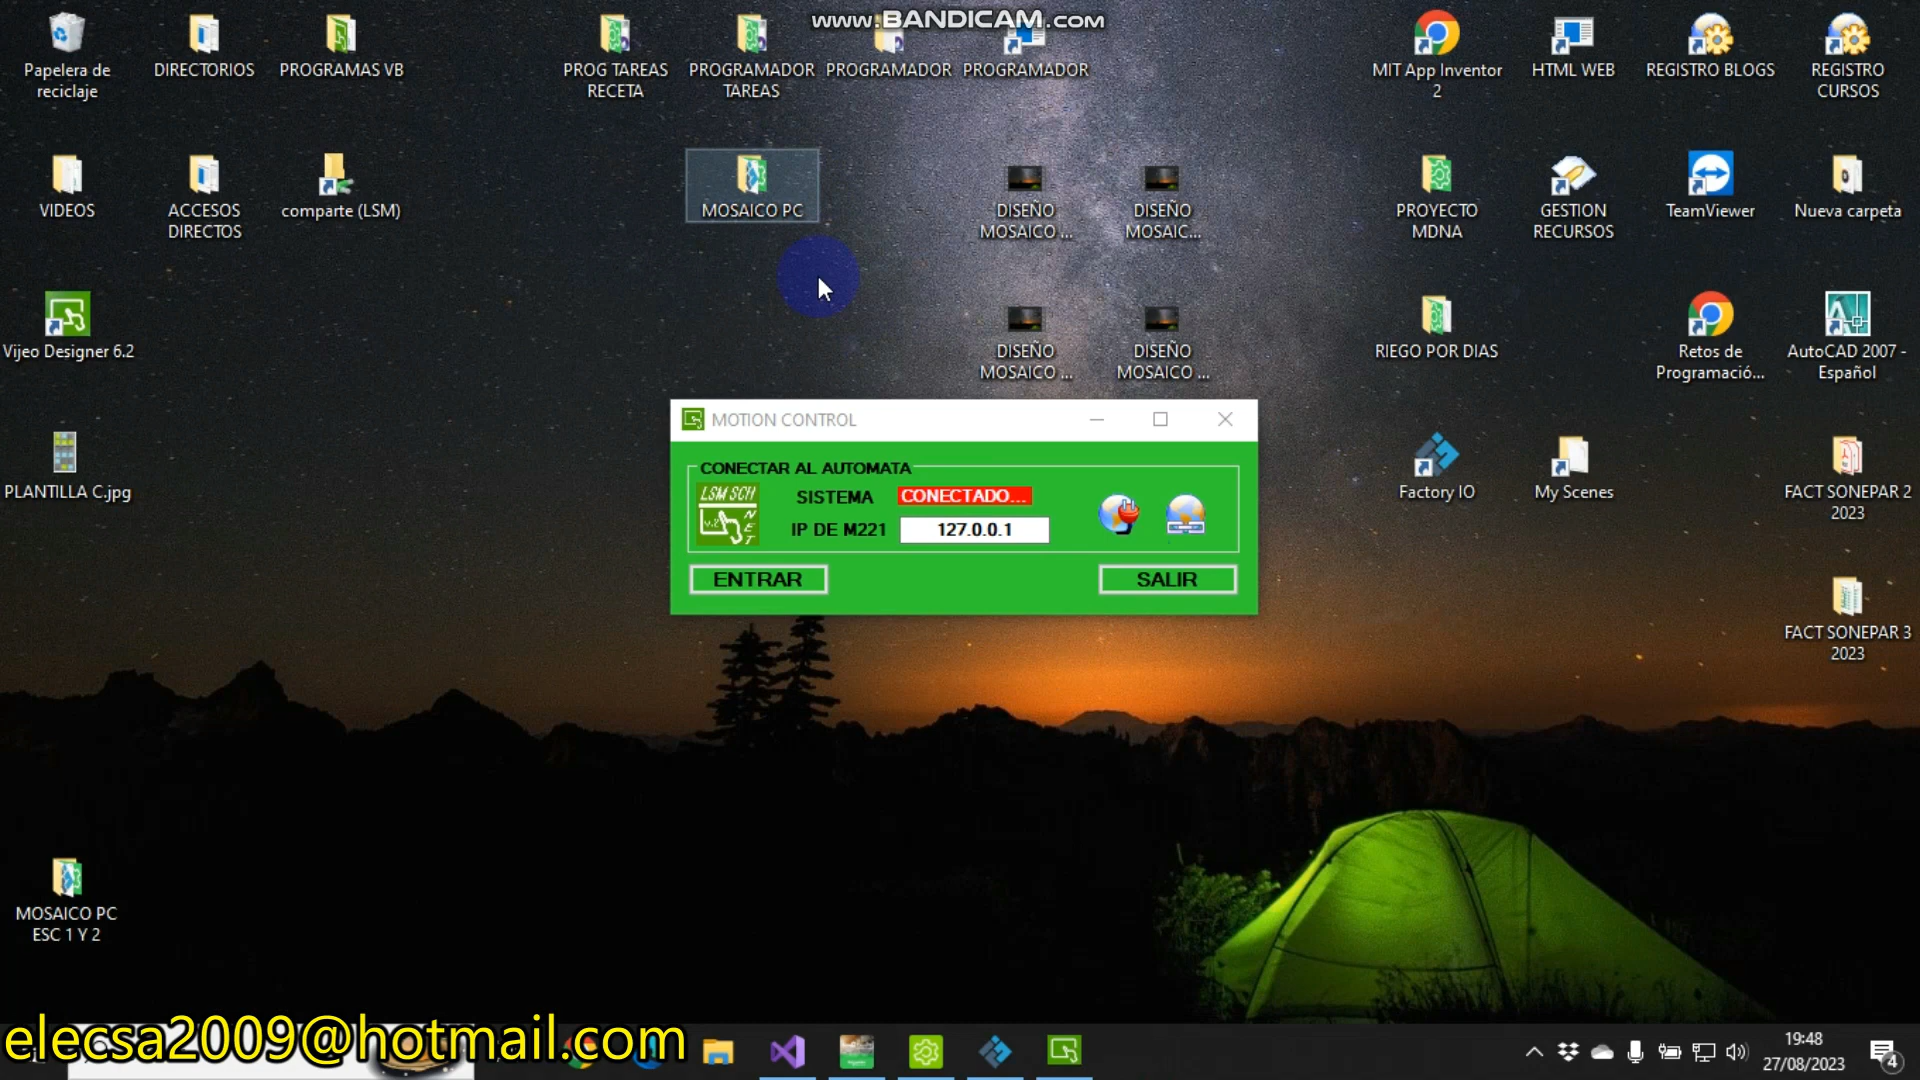 www.BANDICAM.com
Papelera de
reciclaje
DIRECTORIOS
PROGRAMAS VB
PROG TAREAS
RECETA
PROGRAMADOR
TAREAS
PROGRAMADOR
PROGRAMADOR
MIT App Inventor
2
HTML WEB
REGISTRO BLOGS
REGISTRO
CURSOS
VIDEOS
ACCESOS
DIRECTOS
comparte (LSM)
MOSAICO PC
DISEÑO
MOSAICO ...
DISEÑO
MOSAIC...
PROYECTO
MDNA
GESTION
RECURSOS
TeamViewer
Nueva carpeta
Vijeo Designer 6.2
DISEÑO
MOSAICO ...
DISEÑO
MOSAICO ...
RIEGO POR DIAS
Retos de
Programació...
AutoCAD 2007 -
Español
PLANTILLA C.jpg
MOTION CONTROL
CONECTAR AL AUTOMATA
LSM SCH
v.2
NET
SISTEMA
CONECTADO...
IP DE M221
127.0.0.1
ENTRAR
SALIR
Factory IO
My Scenes
FACT SONEPAR 2
2023
FACT SONEPAR 3
2023
MOSAICO PC
ESC 1 Y 2
elecsa2009@hotmail.com
19:48
27/08/2023
4